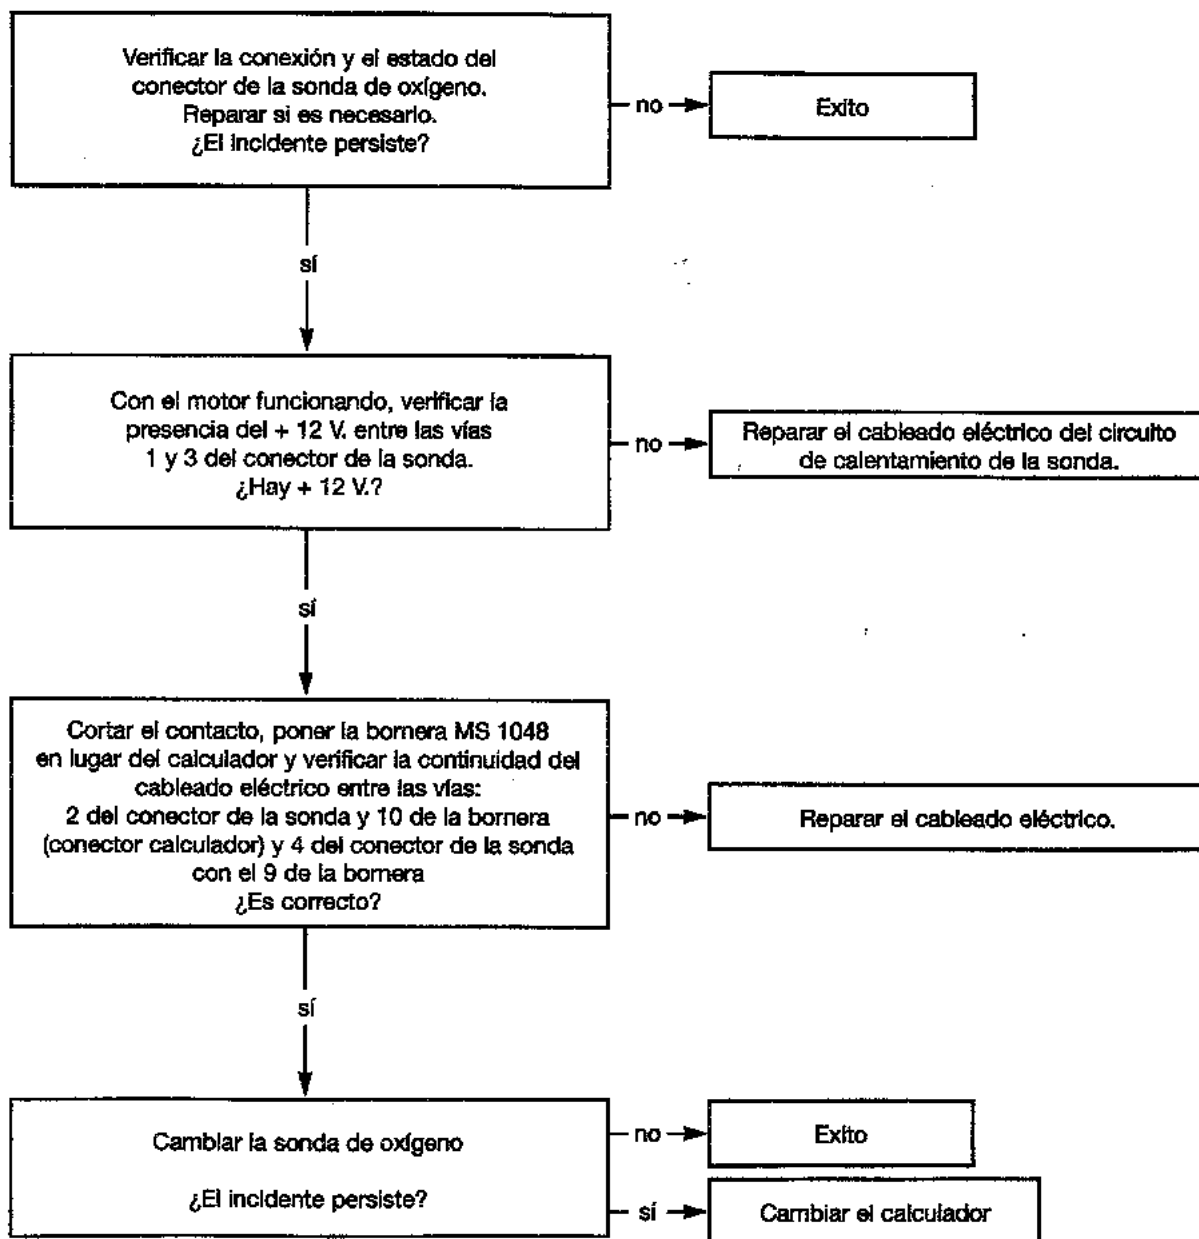 Verificar la conexión y el estado del
conector de la sonda de oxígeno.
Reparar si es necesario.
¿El incidente persiste?
no
Exito
sí
Con el motor funcionando, verificar la
presencia del + 12 V. entre las vías
1 y 3 del conector de la sonda.
¿Hay + 12 V.?
no
Reparar el cableado eléctrico del circuito
de calentamiento de la sonda.
sí
Cortar el contacto, poner la bornera MS 1048
en lugar del calculador y verificar la continuidad del
cableado eléctrico entre las vías:
2 del conector de la sonda y 10 de la bornera
(conector calculador) y 4 del conector de la sonda
con el 9 de la bornera
¿Es correcto?
no
Reparar el cableado eléctrico.
sí
Cambiar la sonda de oxígeno
¿El incidente persiste?
no
Exito
sí
Cambiar el calculador